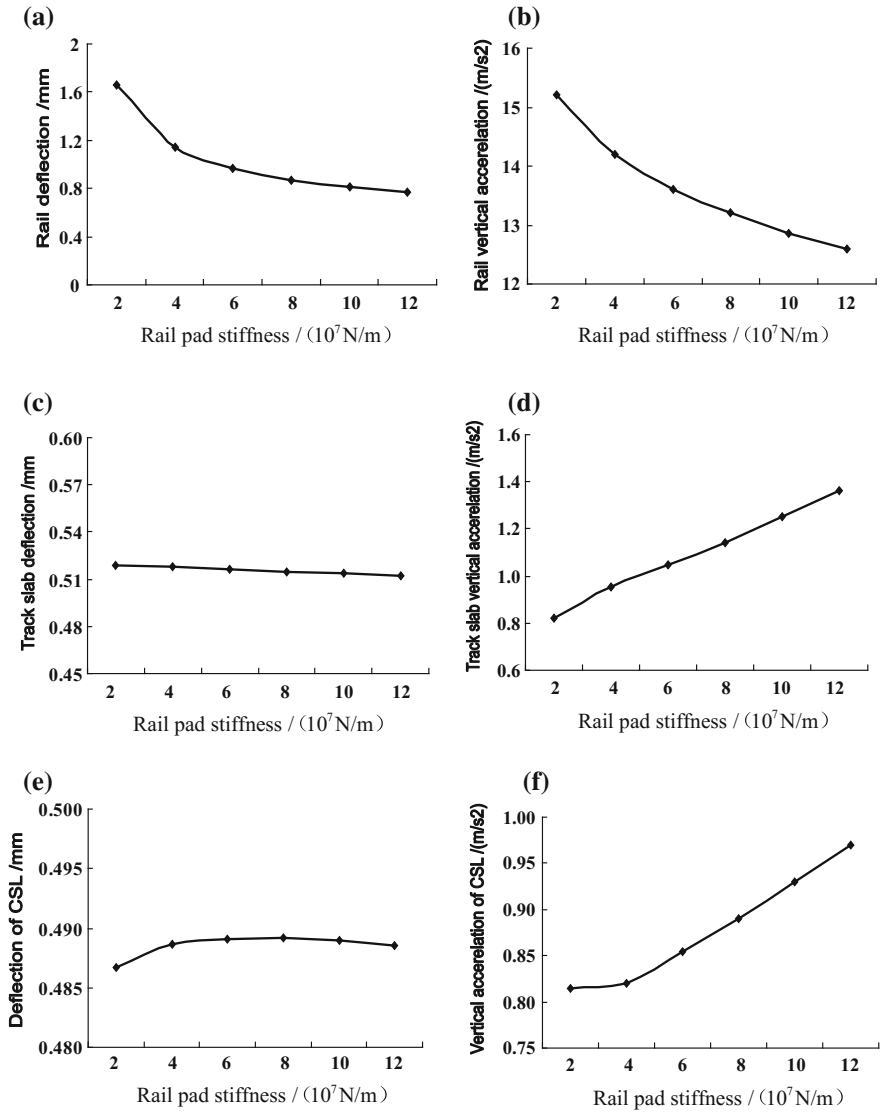 (a)
2
1.6
1.2
0.8
0.4
0
Rail deflection /mm
2 4 6 8 10 12
Rail pad stiffness / (10⁷N/m)
(b)
16
15
14
13
12
Rail vertical accerelation /(m/s2)
2 4 6 8 10 12
Rail pad stiffness / (10⁷N/m)
(c)
0.60
0.57
0.54
0.51
0.48
0.45
Track slab deflection /mm
2 4 6 8 10 12
Rail pad stiffness / (10⁷N/m)
(d)
1.6
1.4
1.2
1.0
0.8
0.6
Track slab vertical accerelation /(m/s2)
2 4 6 8 10 12
Rail pad stiffness / (10⁷N/m)
(e)
0.500
0.495
0.490
0.485
0.480
Deflection of CSL /mm
2 4 6 8 10 12
Rail pad stiffness / (10⁷N/m)
(f)
1.00
0.95
0.90
0.85
0.80
0.75
Vertical accerelation of CSL /(m/s2)
2 4 6 8 10 12
Rail pad stiffness / (10⁷N/m)